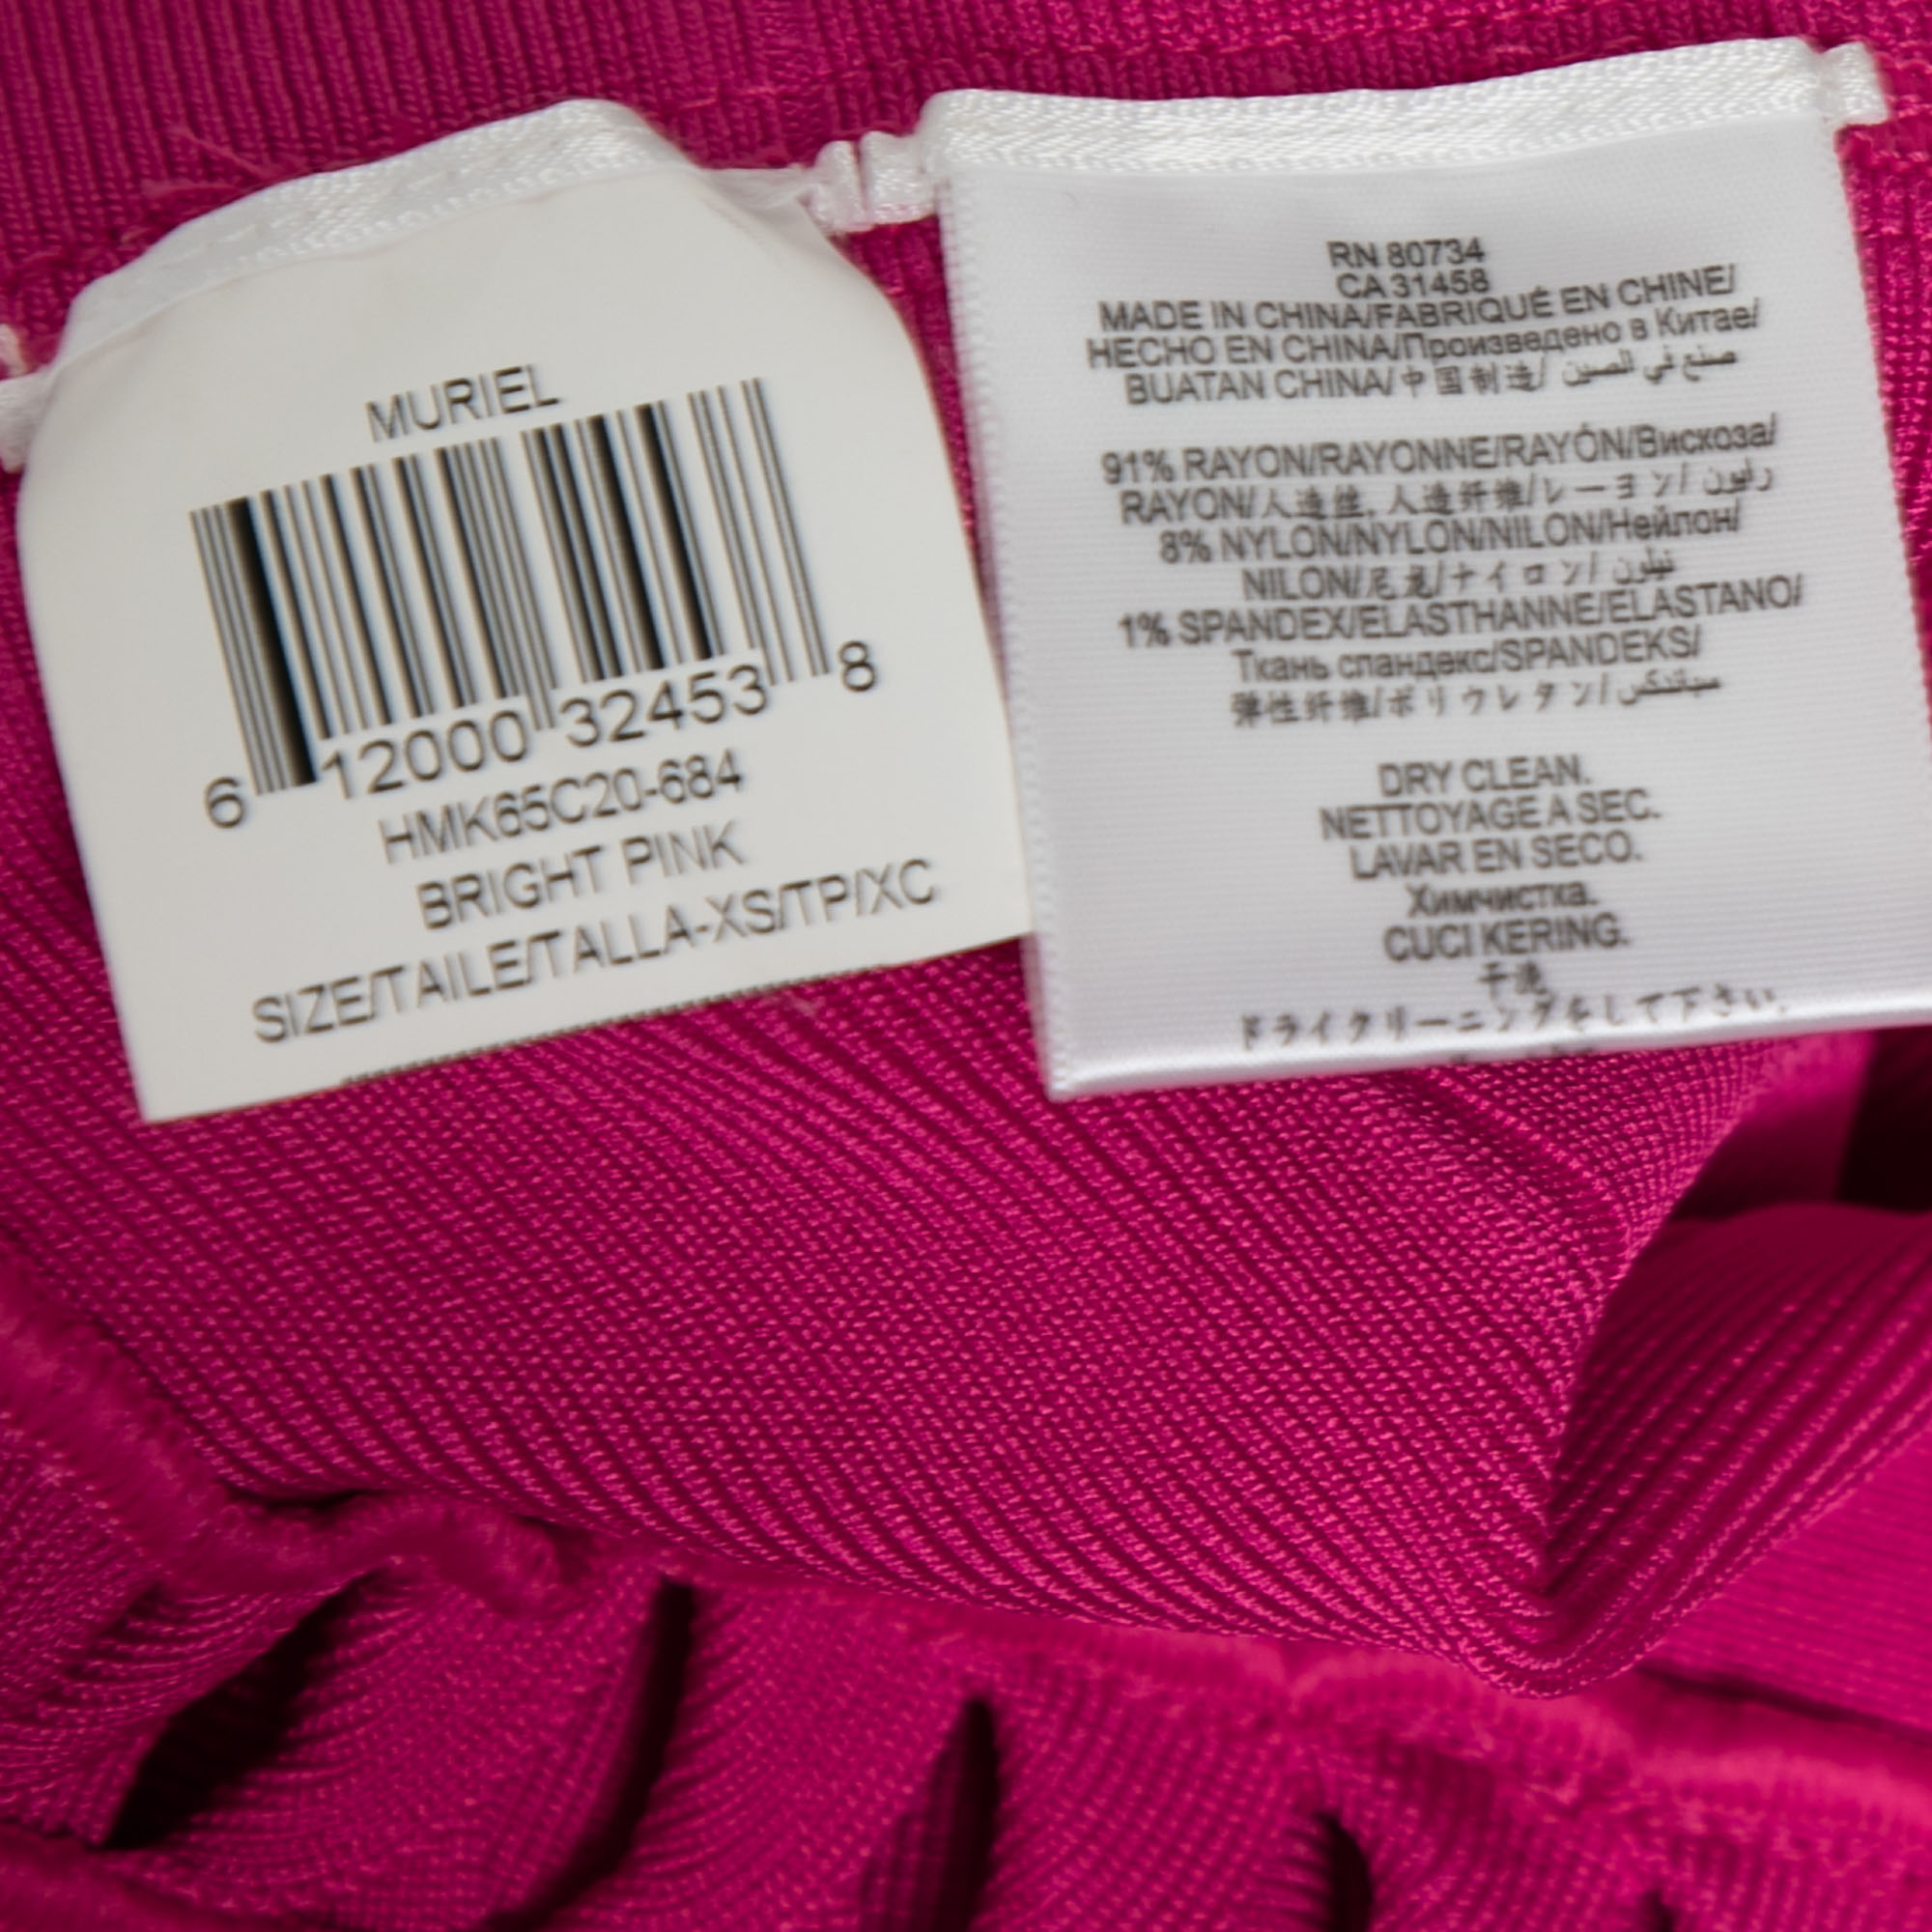 MURIEL
6 12000 32453 8
HMK65C20-684
BRIGHT PINK
SIZE/TAILE/TALLA-XS/TP/XC
RN 80734
CA 31458
MADE IN CHINA/FABRIQUÉ EN CHINE/
HECHO EN CHINA/Произведено в Китае/
BUATAN CHINA/中国制造/ صنع في الصين
91% RAYON/RAYONNE/RAYÓN/Вискоза/
RAYON/人造丝, 人造纤维/レーヨン/ رايون
8% NYLON/NYLON/NILON/Нейлон/
NILON/尼龙/ナイロン/ نيلون
1% SPANDEX/ELASTHANNE/ELASTANO/
Ткань спандекс/SPANDEKS/
弹性纤维/ポリウレタン/ سباندكس
DRY CLEAN.
NETTOYAGE A SEC.
LAVAR EN SECO.
Химчистка.
CUCI KERING.
干洗
ドライクリーニングをして下さい.